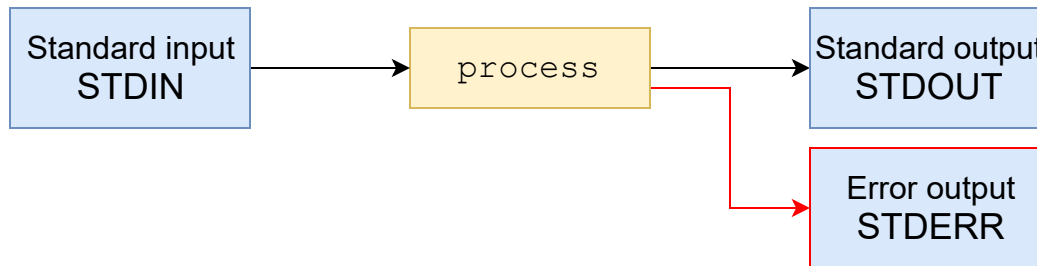 Standard input
STDIN
process
Standard output
STDOUT
Error output
STDERR